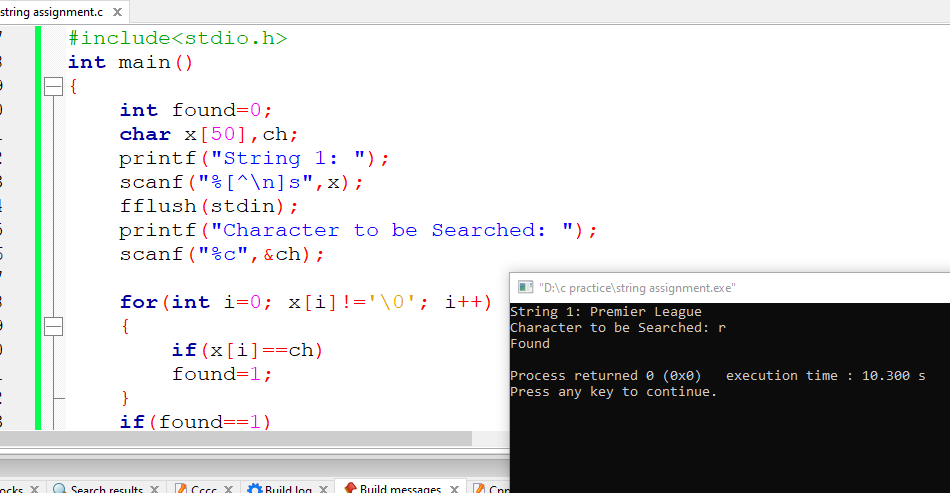 string assignment.c X
#include<stdio.h>
int main()
{
int found=0;
char x[50],ch;
printf("String 1: ");
scanf("%[^\n]s",x);
fflush(stdin);
printf("Character to be Searched: ");
scanf("%c",&ch);
for(int i=0; x[i]!='\0'; i++)
{
if(x[i]==ch)
found=1;
}
if(found==1)
"D:\c practice\string assignment.exe"
String 1: Premier League
Character to be Searched: r
Found
Process returned 0 (0x0) execution time : 10.300 s
Press any key to continue.
ocks X Search results X Cccc X Build log X Build messages X Cpp